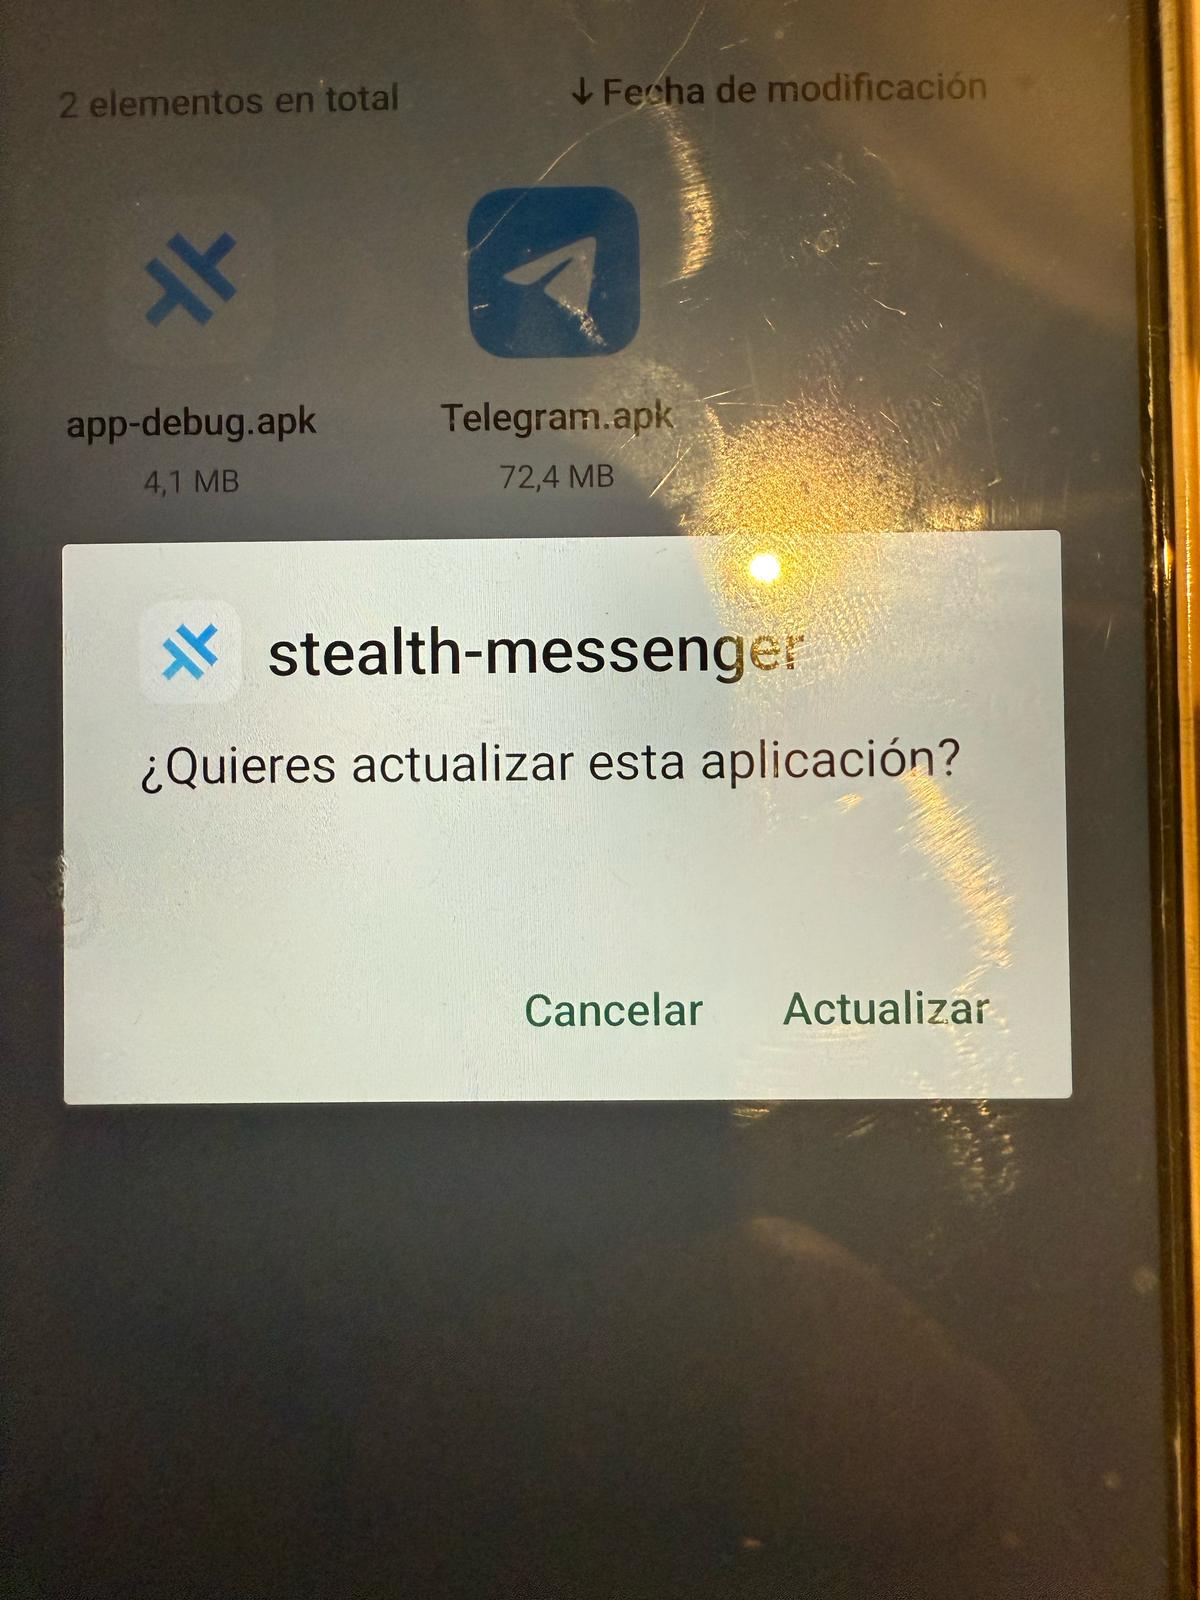 2 elementos en total
↓ Fecha de modificación
app-debug.apk
Telegram.apk
4,1 MB
72,4 MB
stealth-messenger
¿Quieres actualizar esta aplicación?
Cancelar
Actualizar